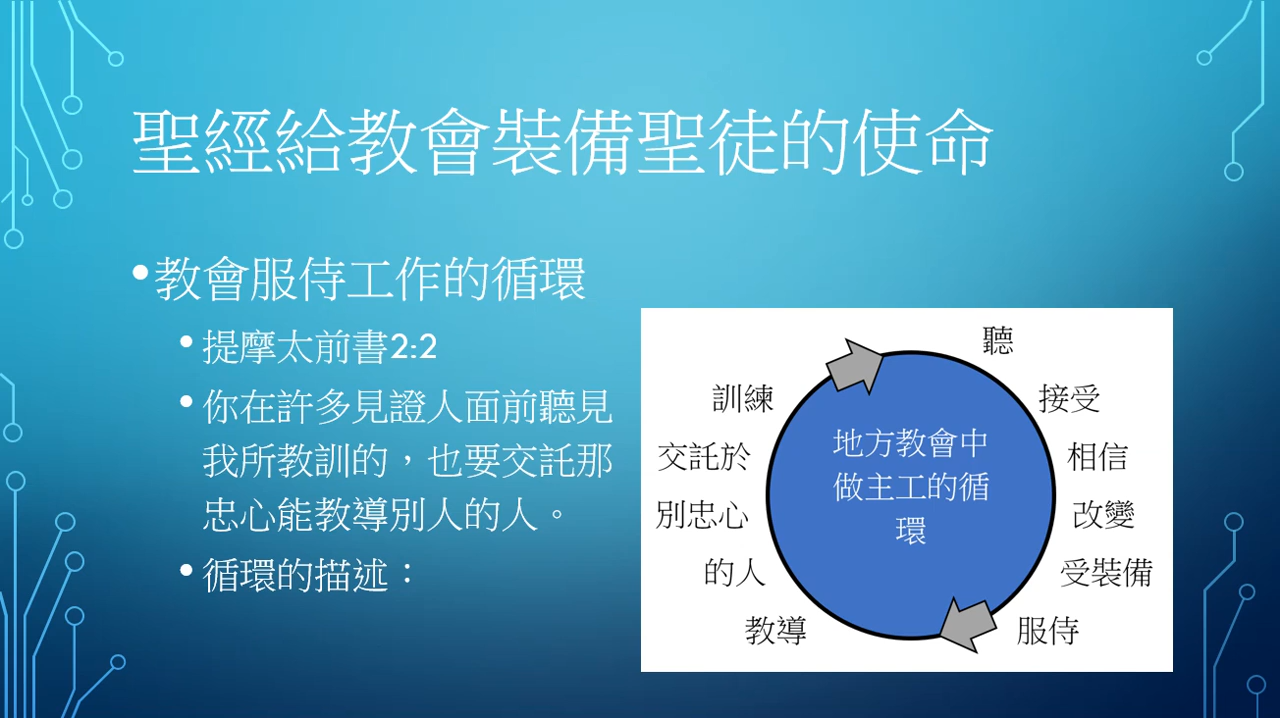 聖經給教會裝備聖徒的使命
•教會服侍工作的循環
•提摩太前書2:2
•你在許多見證人面前聽見
我所教訓的，也要交託那
忠心能教導別人的人。
•循環的描述：
聽
接受
相信
改變
受裝備
服侍
教導
的人
別忠心
交託於
訓練
地方教會中
做主工的循
環